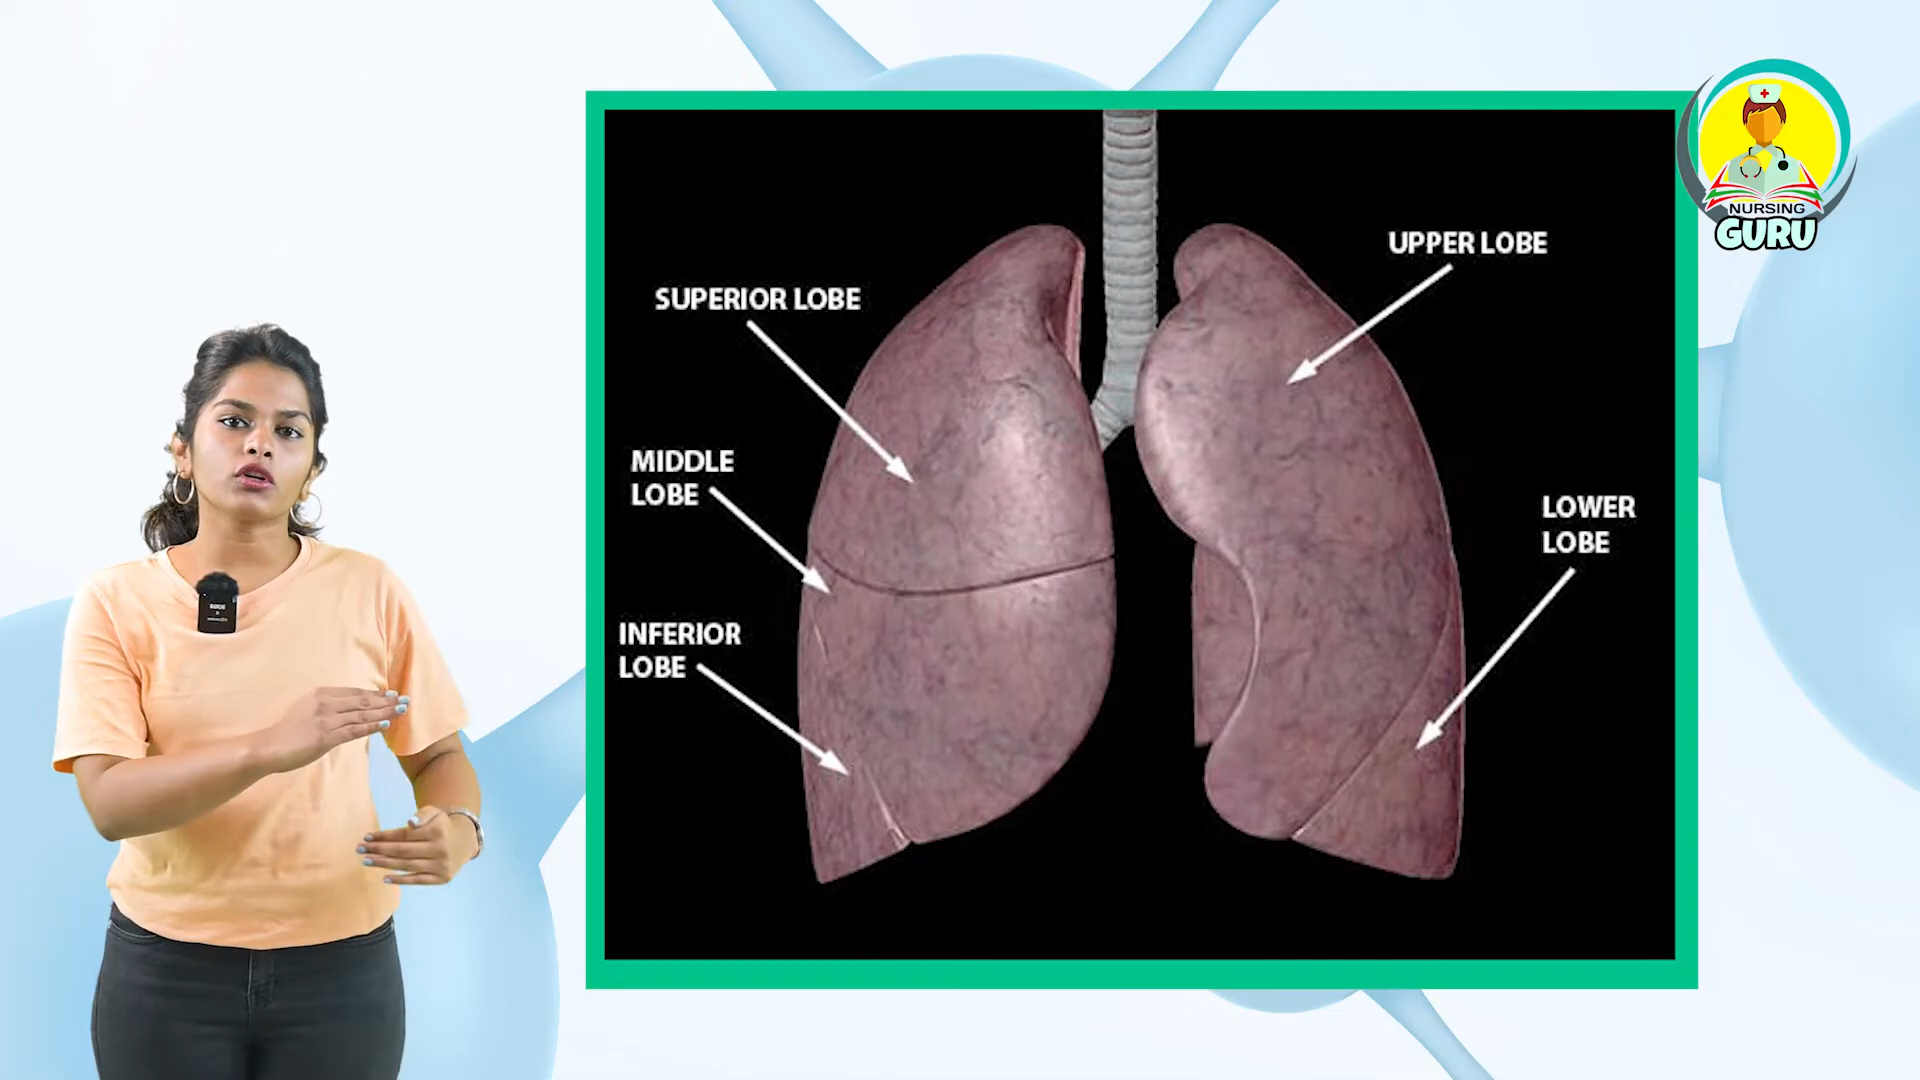 NURSING
GURU
UPPER LOBE
SUPERIOR LOBE
MIDDLE
LOBE
LOWER
LOBE
INFERIOR
LOBE